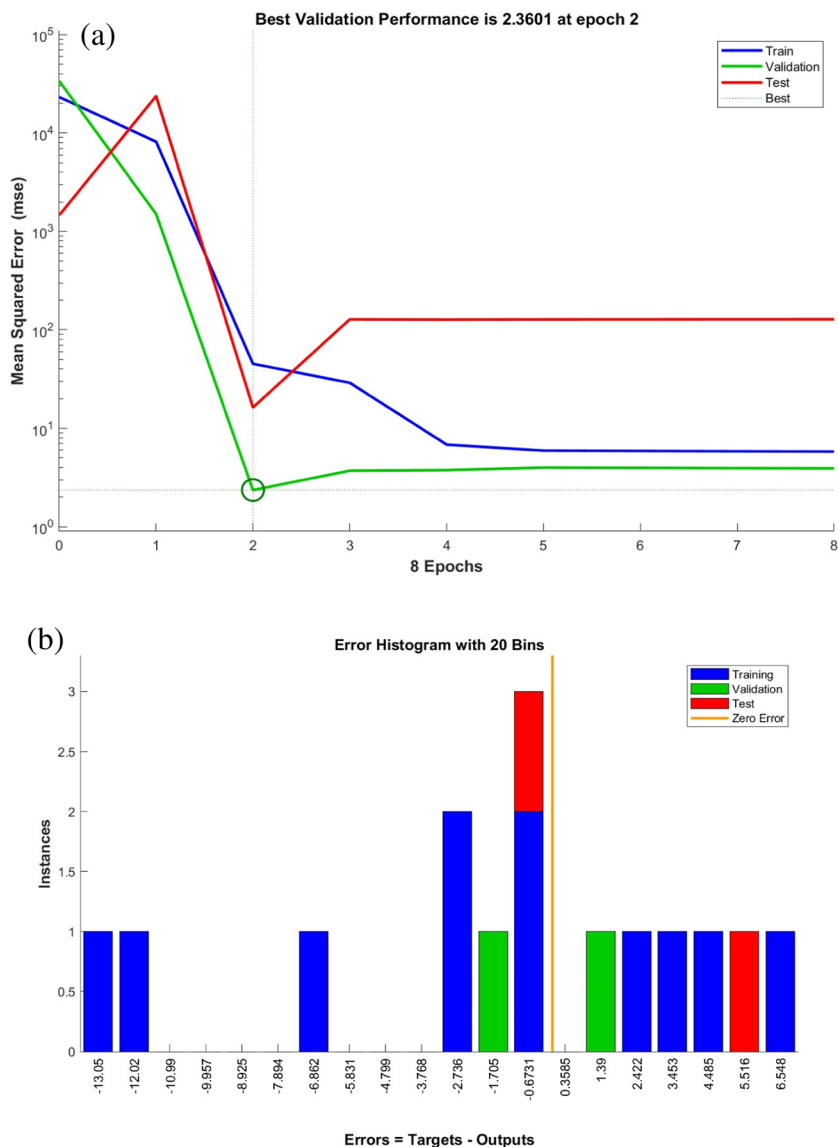 (a)
Best Validation Performance is 2.3601 at epoch 2
Train
Validation
Test
Best
Mean Squared Error (mse)
10^5
10^4
10^3
10^2
10^1
10^0
0 1 2 3 4 5 6 7 8
8 Epochs
(b)
Error Histogram with 20 Bins
Training
Validation
Test
Zero Error
Instances
3
2.5
2
1.5
1
0.5
0
-13.05 -12.02 -10.99 -9.957 -8.925 -7.894 -6.862 -5.831 -4.799 -3.768 -2.736 -1.705 -0.6731 0.3585 1.39 2.422 3.453 4.485 5.516 6.548
Errors = Targets - Outputs